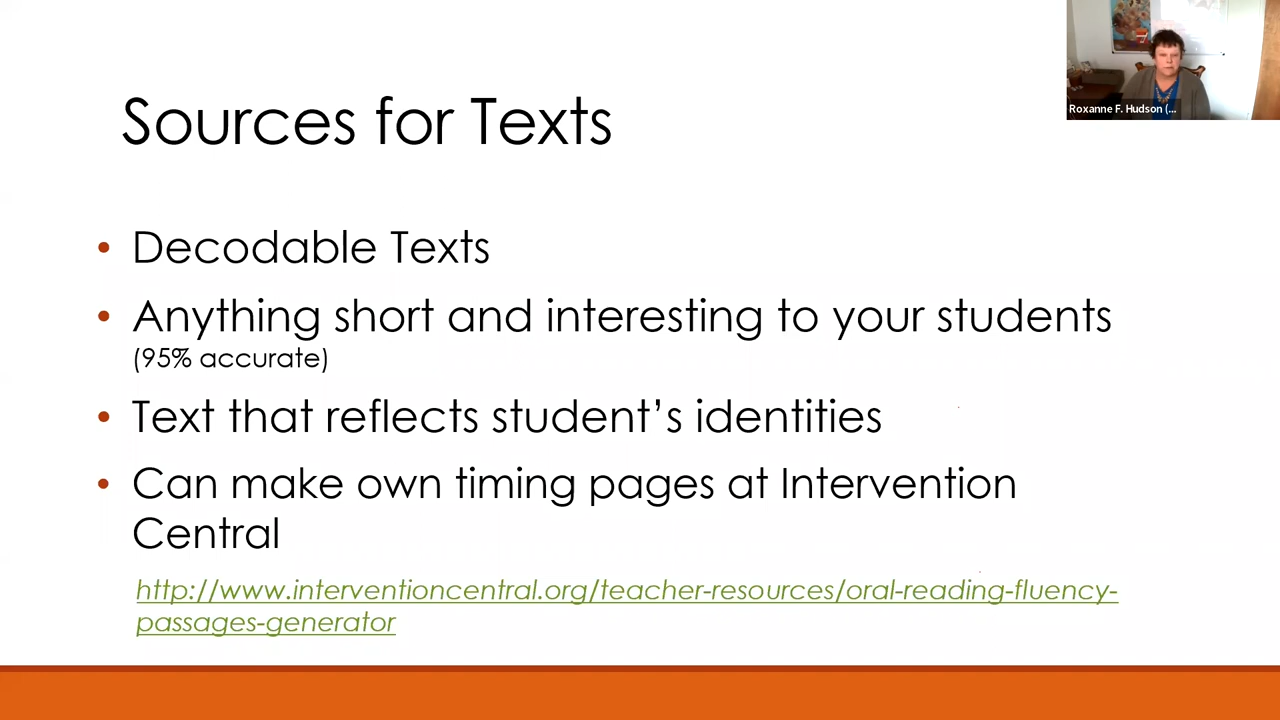 Roxanne F. Hudson (...
Sources for Texts
• Decodable Texts
• Anything short and interesting to your students
(95% accurate)
• Text that reflects student’s identities
• Can make own timing pages at Intervention
Central
http://www.interventioncentral.org/teacher-resources/oral-reading-fluency-
passages-generator